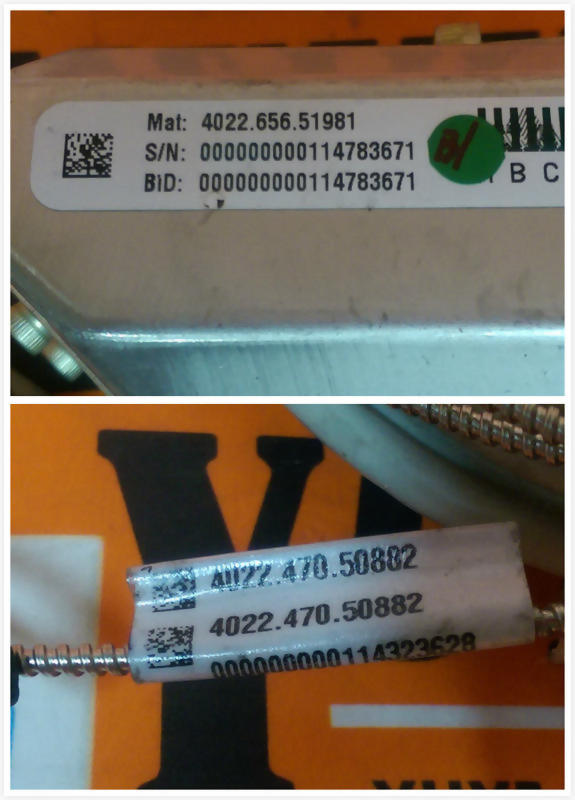 Mat: 4022.656.51981
S/N: 000000000114783671
BID: 000000000114783671
B/
B C
4022.470.50882
4022.470.50882
000000000114323628